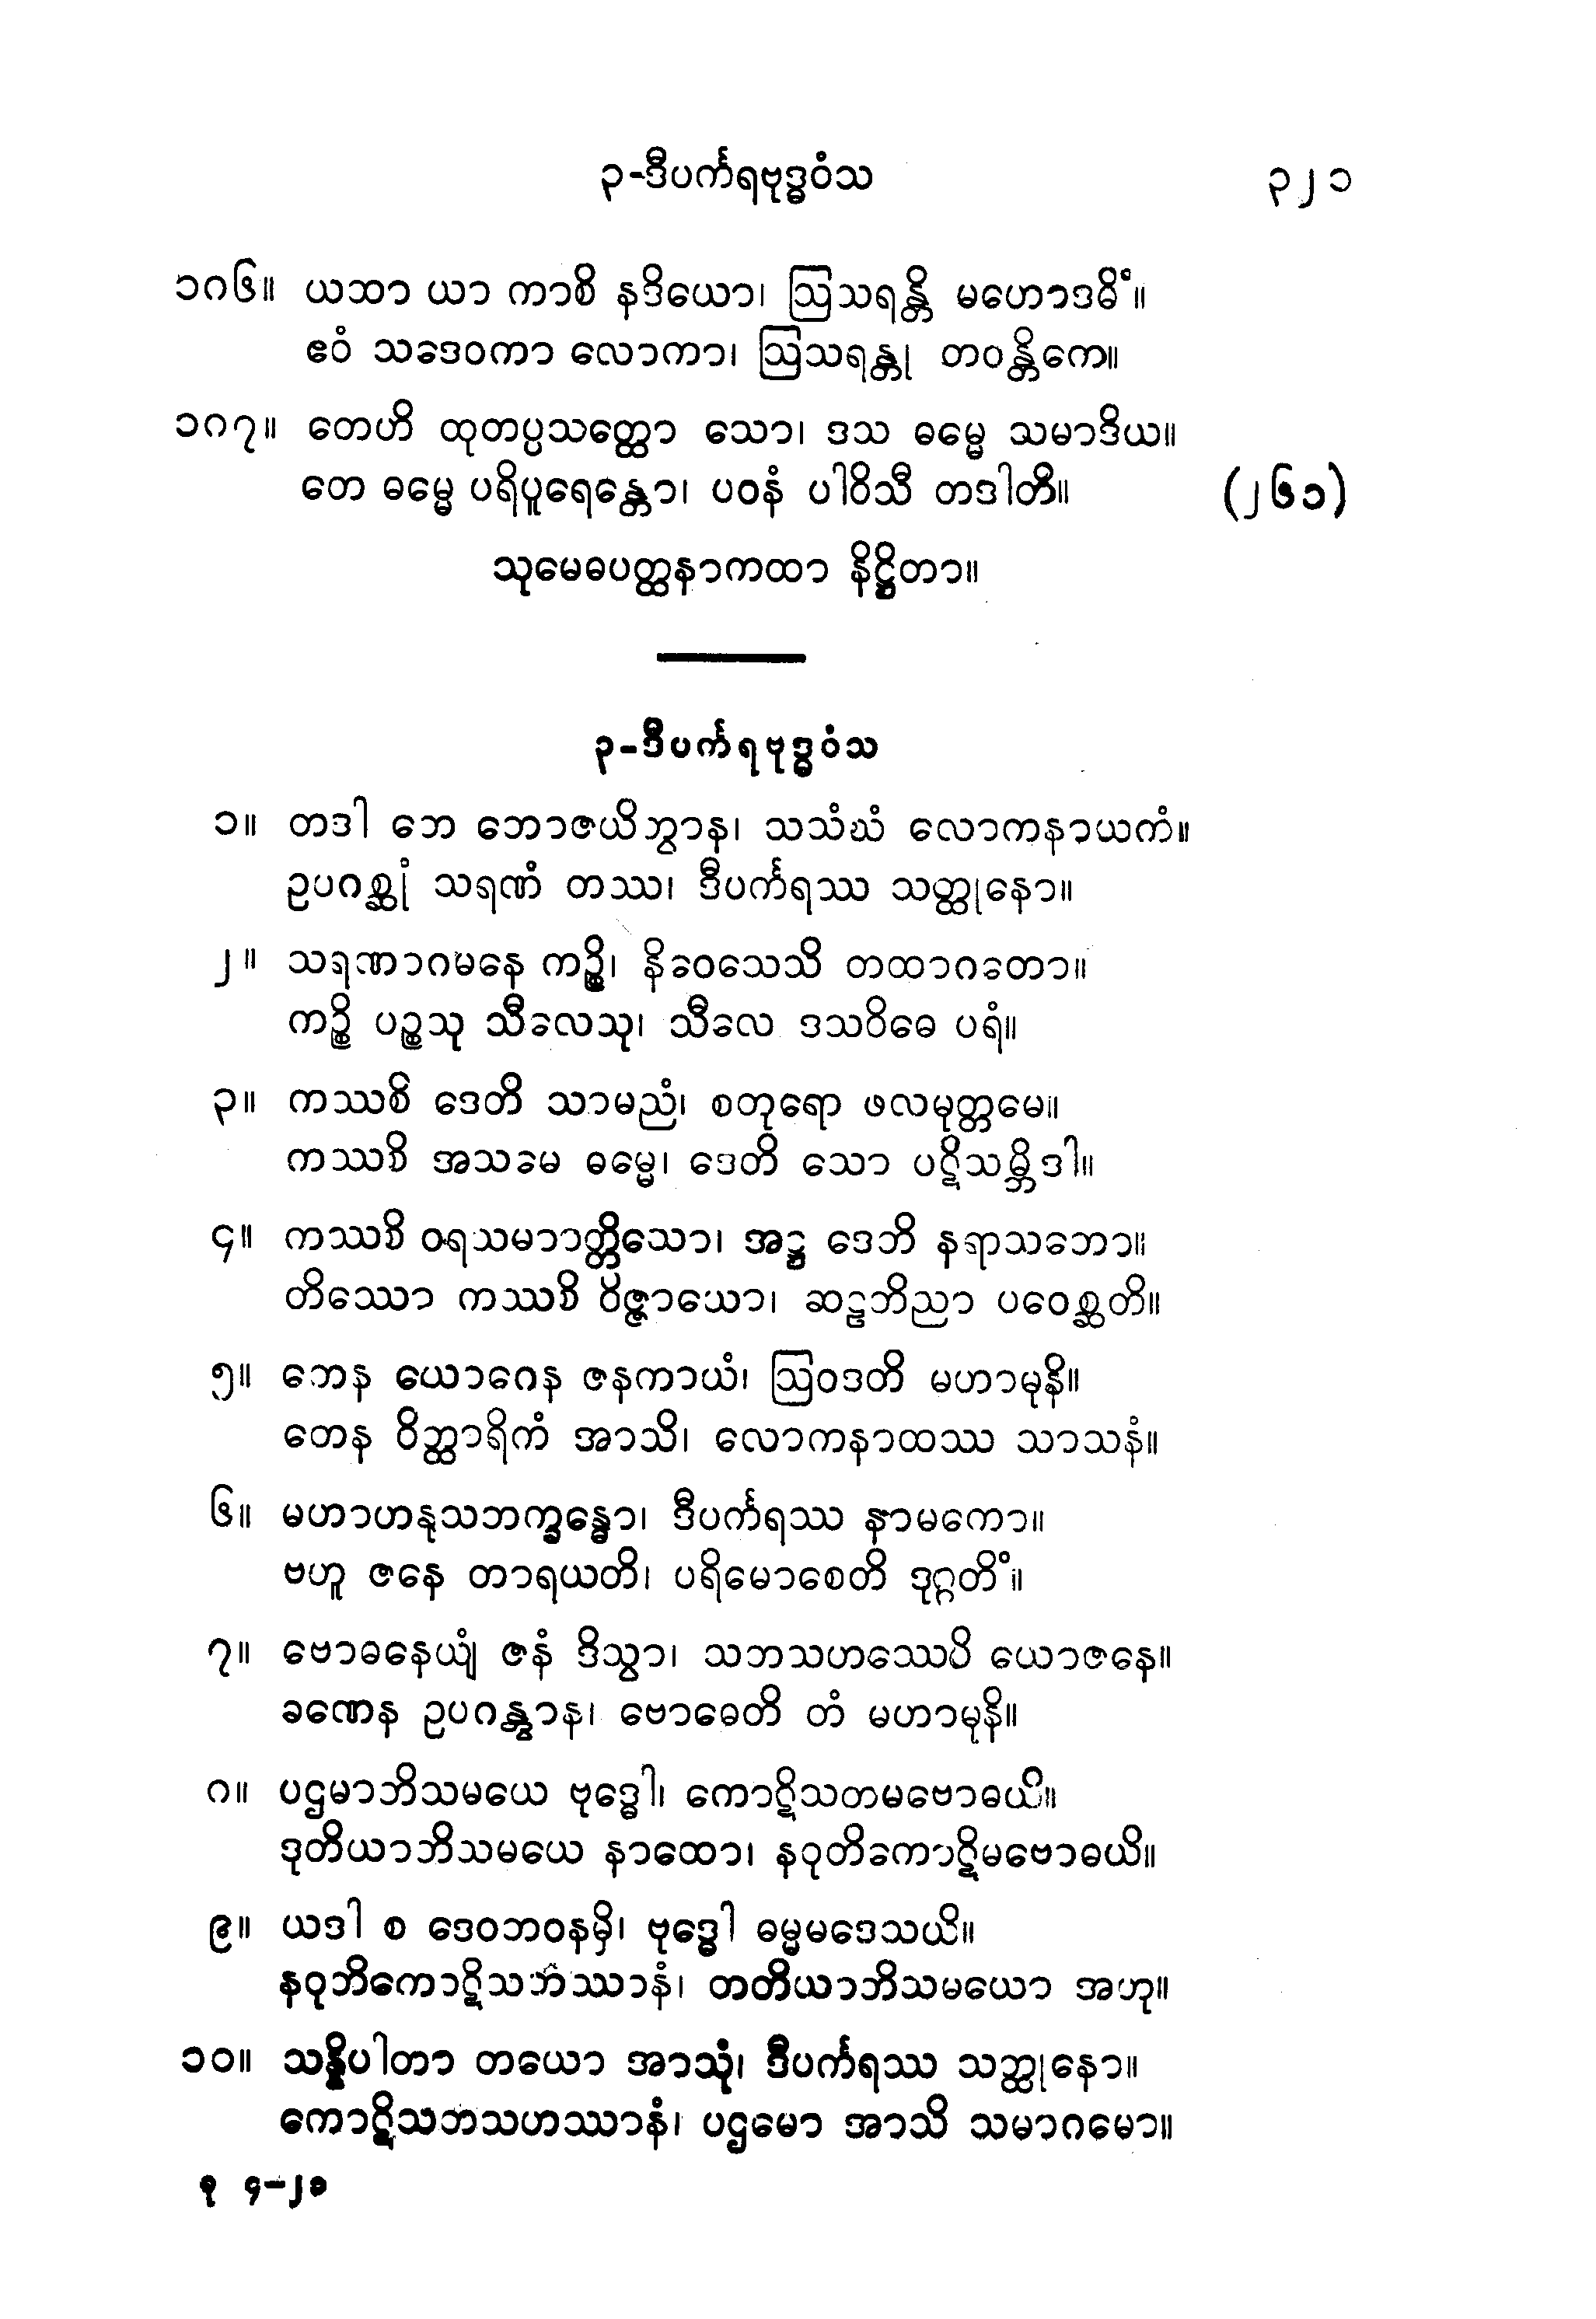 ၃-ဒီပင်္ကရဗုဒ္ဓဝံသ ၃၂၁
၁၈၆။ ယထာ ယာ ကာစိ နဒိယော၊ ဩသရန္တိ မဟောဒဓိံ။
ဧဝံ သဒေဝကာ လောကာ၊ ဩသရန္တု တဝန္တိကေ။
၁၈၇။ တေဟိ ထုတပ္ပသတ္ထော သော၊ ဒသ ဓမ္မေ သမာဒိယ။
တေ ဓမ္မေ ပရိပူရေန္တော၊ ပဝနံ ပါဝိသီ တဒါတိ။ (၂၆၁)
သုမေဓပတ္ထနာကထာ နိဋ္ဌိတာ။
၃-ဒီပင်္ကရဗုဒ္ဓဝံသ
၁။ တဒါ တေ ဘောဇယိတွာန၊ သသံဃံ လောကနာယကံ။
ဥပဂစ္ဆုံ သရဏံ တဿ၊ ဒီပင်္ကရဿ သတ္ထုနော။
၂။ သရဏာဂမနေ ကဉ္စိ၊ နိဝေသေသိ တထာဂတော။
ကဉ္စိ ပဉ္စသု သီလေသု၊ သီလေ ဒသဝိဓေ ပရံ။
၃။ ကဿစိ ဒေတိ သာမညံ၊ စတုရော ဖလမုတ္တမေ။
ကဿစိ အသမေ ဓမ္မေ၊ ဒေတိ သော ပဋိသမ္ဘိဒါ။
၄။ ကဿစိ ဝရသမာပတ္တိယော၊ အဋ္ဌ ဒေတိ နရာသဘော။
တိဿော ကဿစိ ဝိဇ္ဇာယော၊ ဆဠဘိညာ ပဝေစ္ဆတိ။
၅။ တေန ယောဂေန ဇနကာယံ၊ ဩဝဒတိ မဟာမုနိ။
တေန ဝိတ္ထာရိကံ အာသိ၊ လောကနာထဿ သာသနံ။
၆။ မဟာဟနုသဘက္ခန္ဓော၊ ဒီပင်္ကရဿ နာမကော။
ဗဟူ ဇနေ တာရယတိ၊ ပရိမောစေတိ ဒုဂ္ဂတိံ။
၇။ ဗောဓနေယျံ ဇနံ ဒိသွာ၊ သတသဟဿေပိ ယောဇနေ။
ခဏေန ဥပဂန္တွာန၊ ဗောဓေတိ တံ မဟာမုနိ။
၈။ ပဌမာဘိသမယေ ဗုဒ္ဓေါ၊ ကောဋိသတမဗောဓယိ။
ဒုတိယာဘိသမယေ နာထော၊ နဝုတိကောဋိမဗောဓယိ။
၉။ ယဒါ စ ဒေဝဘဝနမှိ၊ ဗုဒ္ဓေါ ဓမ္မမဒေသယိ။
နဝုတိကောဋိသဟဿာနံ၊ တတိယာဘိသမယော အဟု။
၁၀။ သန္နိပါတာ တယော အာသုံ၊ ဒီပင်္ကရဿ သတ္ထုနော။
ကောဋိသတသဟဿာနံ၊ ပဌမော အာသိ သမာဂမော။
ခု ၄-၂၁